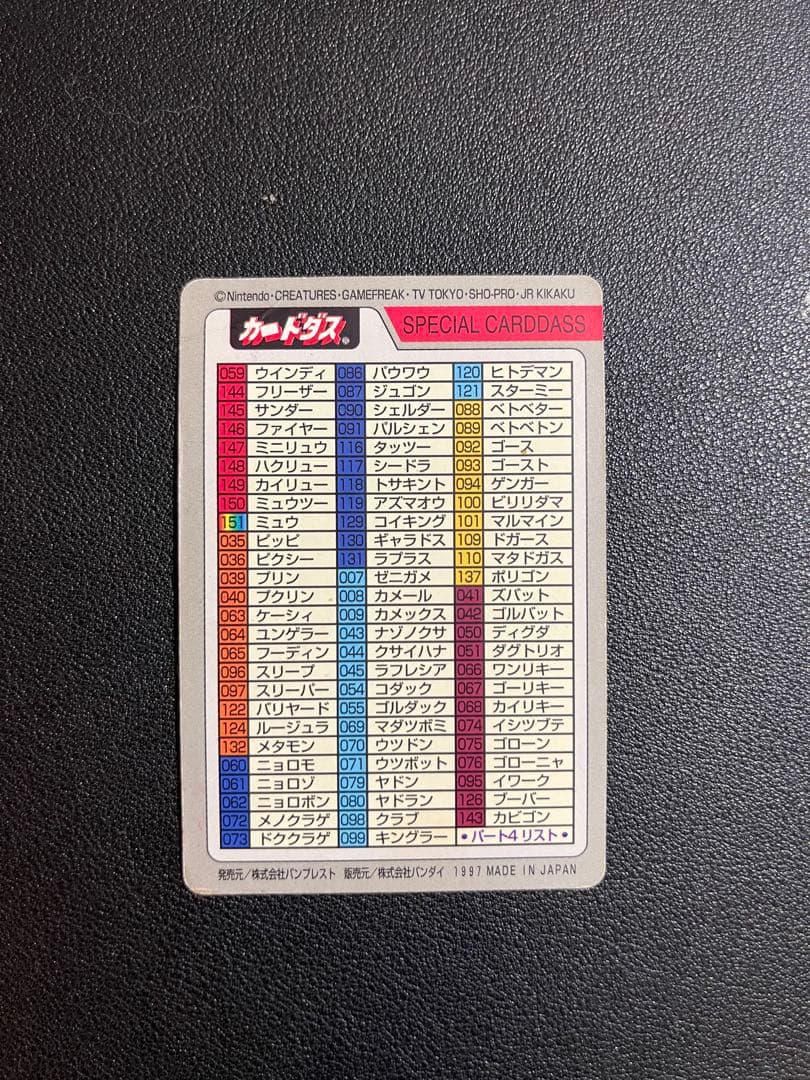 ©Nintendo・CREATURES・GAMEFREAK・TV TOKYO・SHO-PRO・JR KIKAKU
カードダス®
SPECIAL CARDDASS
059 ウインディ 086 パウワウ 120 ヒトデマン
144 フリーザー 087 ジュゴン 121 スターミー
145 サンダー 090 シェルダー 088 ベトベター
146 ファイヤー 091 パルシェン 089 ベトベトン
147 ミニリュウ 116 タッツー 092 ゴース
148 ハクリュー 117 シードラ 093 ゴースト
149 カイリュー 118 トサキント 094 ゲンガー
150 ミュウツー 119 アズマオウ 100 ビリリダマ
151 ミュウ 129 コイキング 101 マルマイン
035 ピッピ 130 ギャラドス 109 ドガース
036 ピクシー 131 ラプラス 110 マタドガス
039 プリン 007 ゼニガメ 137 ポリゴン
040 プクリン 008 カメール 041 ズバット
063 ケーシィ 009 カメックス 042 ゴルバット
064 ユンゲラー 043 ナゾノクサ 050 ディグダ
065 フーディン 044 クサイハナ 051 ダグトリオ
096 スリープ 045 ラフレシア 066 ワンリキー
097 スリーパー 054 コダック 067 ゴーリキー
122 バリヤード 055 ゴルダック 068 カイリキー
124 ルージュラ 069 マダツボミ 074 イシツブテ
132 メタモン 070 ウツドン 075 ゴローン
060 ニョロモ 071 ウツボット 076 ゴローニャ
061 ニョロゾ 079 ヤドン 095 イワーク
062 ニョロボン 080 ヤドラン 126 ブーバー
072 メノクラゲ 098 クラブ 143 カビゴン
073 ドククラゲ 099 キングラー •パート4リスト•
発売元/株式会社バンプレスト 販売元/株式会社バンダイ 1997 MADE IN JAPAN